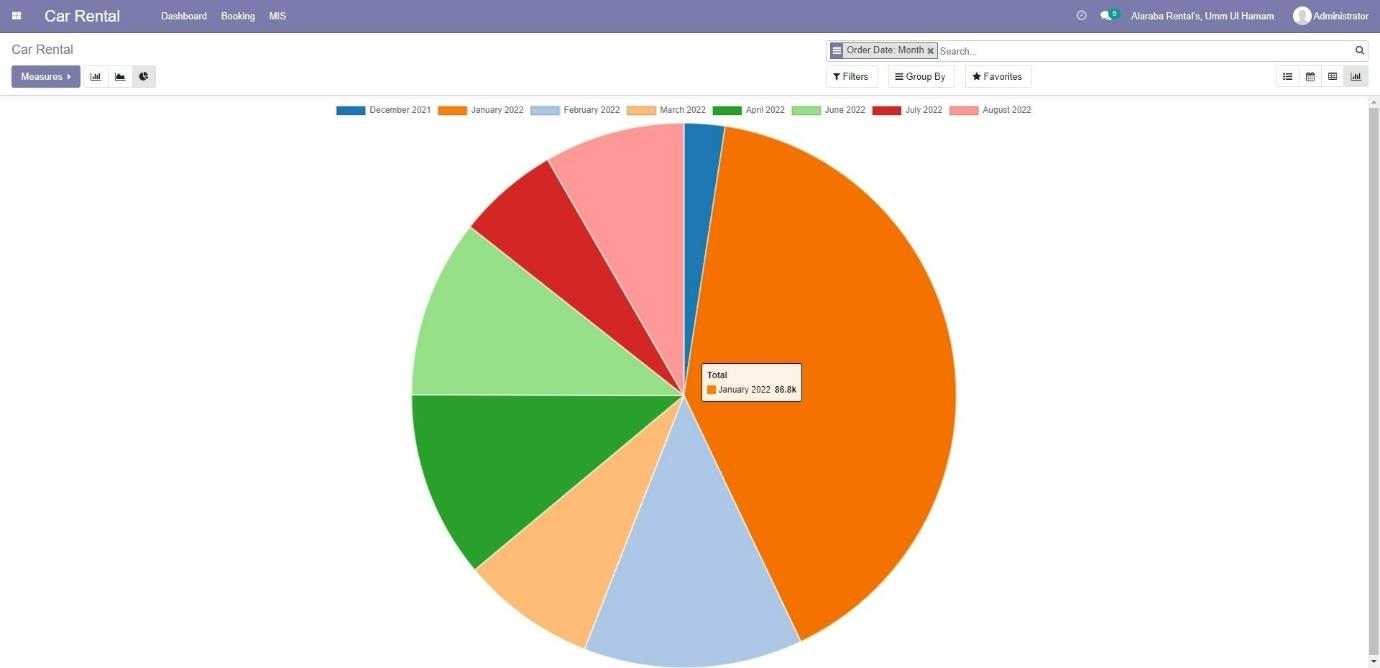 Car Rental Dashboard Booking MIS 6 Alaraba Rental's, Umm Ul Hamam Administrator
Car Rental
Order Date: Month × Search...
Measures Filters Group By Favorites
December 2021 January 2022 February 2022 March 2022 April 2022 June 2022 July 2022 August 2022
Total
January 2022 86.8k